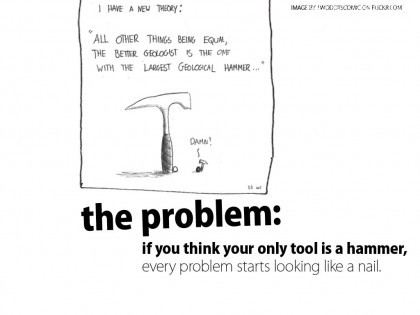 IMAGE BY TWODOTSCOMIC ON FLICKR.COM
I HAVE A NEW THEORY:
"ALL OTHER THINGS BEING EQUAL,
THE BETTER GEOLOGIST IS THE ONE
WITH THE LARGEST GEOLOGICAL HAMMER..."
DAMN!
the problem:
if you think your only tool is a hammer,
every problem starts looking like a nail.